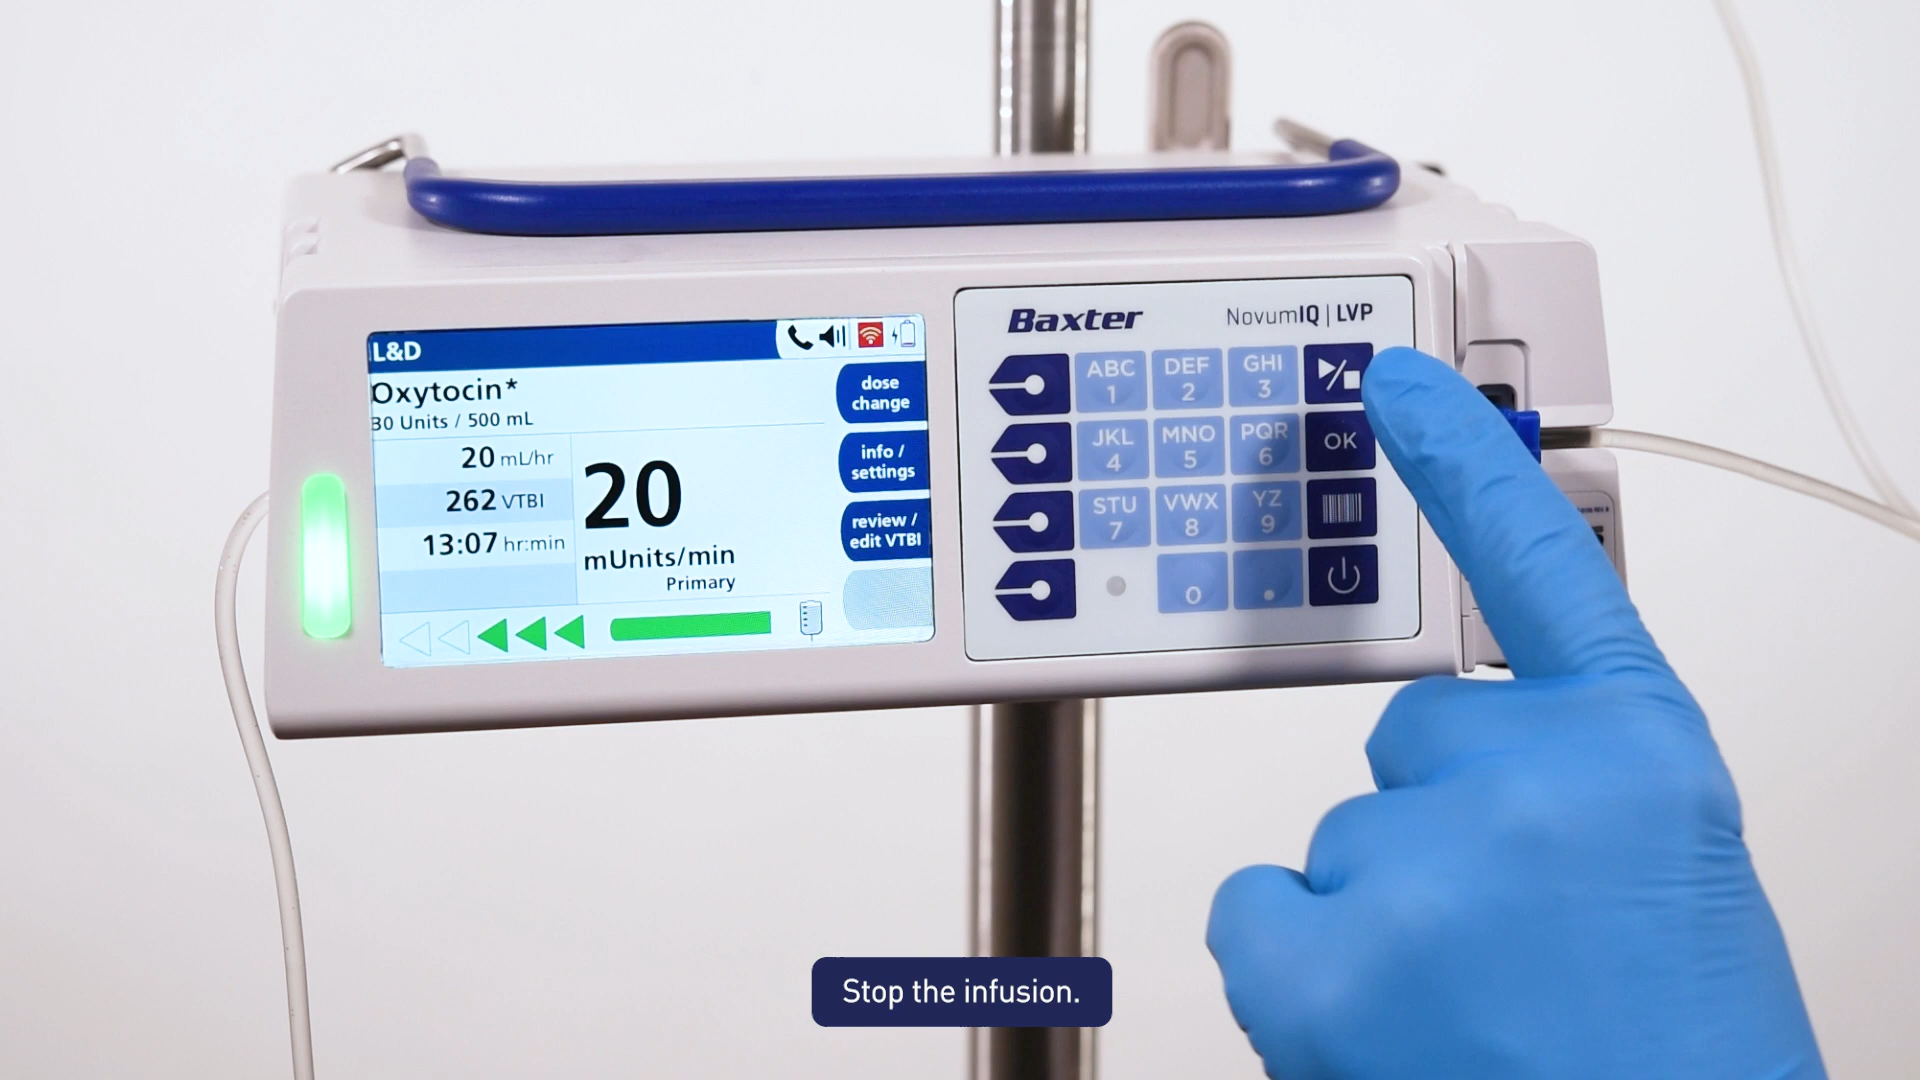 L&D
Oxytocin*
30 Units / 500 mL
20 mL/hr
262 VTBI
13:07 hr:min
20
mUnits/min
Primary
dose
change
info /
settings
review /
edit VTBI
Baxter
NovumIQ | LVP
ABC
1
DEF
2
GHI
3
JKL
4
MNO
5
PQR
6
OK
STU
7
VWX
8
YZ
9
0
.
Stop the infusion.